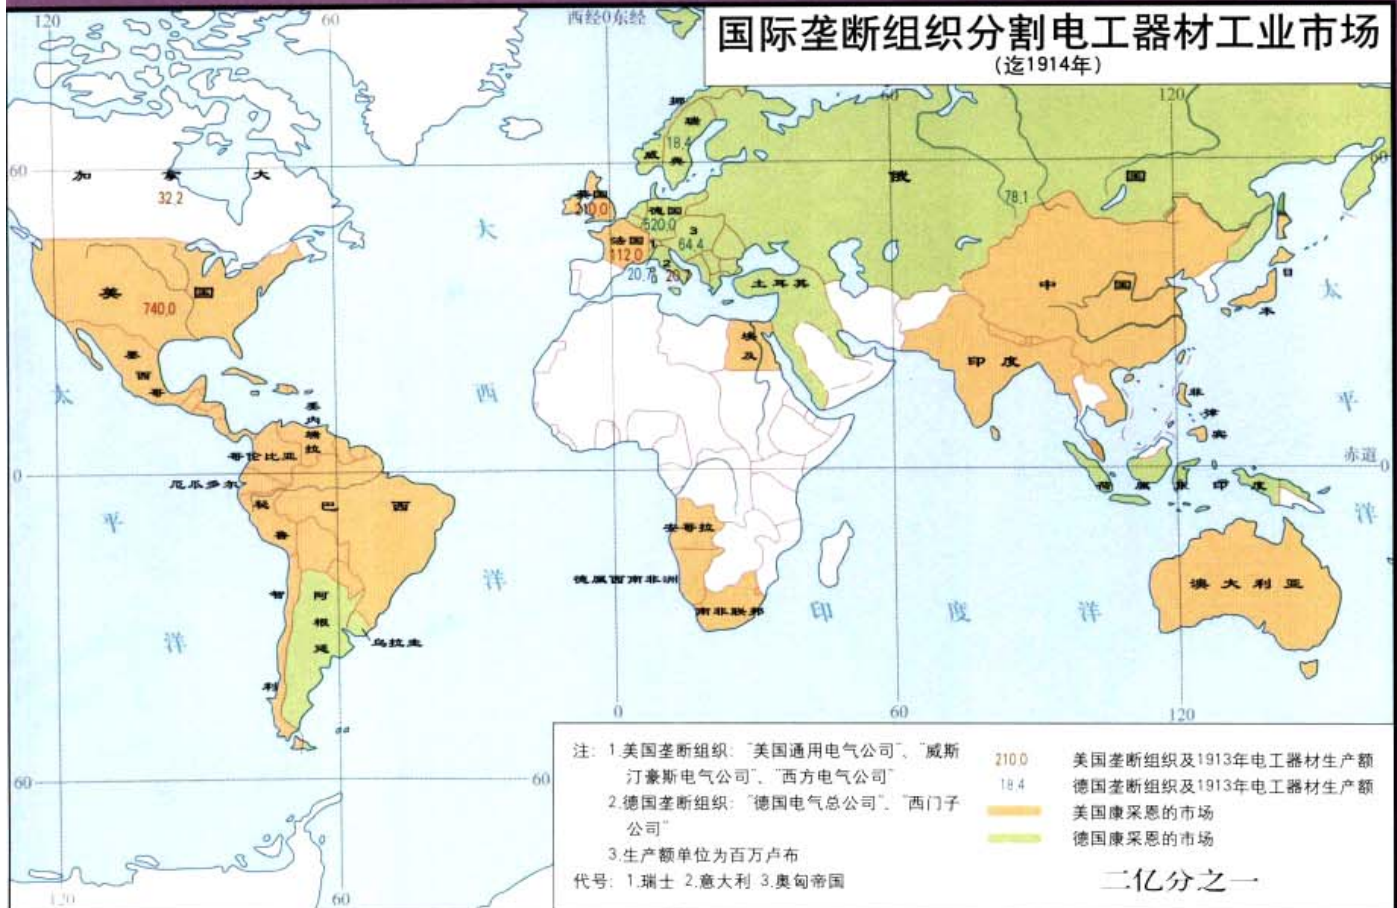 国际垄断组织分割电工器材工业市场
(迄1914年)
120
60
西经0东经
60
120
60
60
加拿大
32.2
挪威
瑞典
18.4
俄国
78.1
英国
210.0
德国
520.0
法国
112.0
1
2
3
64.4
20.7
20.7
土耳其
美国
740.0
墨西哥
大西洋
太平洋
埃及
中国
印度
日本
太平洋
菲律宾
委内瑞拉
哥伦比亚
厄瓜多尔
0
赤道
0
荷属东印度
秘鲁
巴西
安哥拉
德属西南非洲
南非联邦
澳大利亚
印度洋
智利
阿根廷
乌拉圭
0
60
120
60
60
120
60
注: 1.美国垄断组织: "美国通用电气公司"、"威斯
汀豪斯电气公司"、"西方电气公司"
2.德国垄断组织: "德国电气总公司"、"西门子
公司"
3.生产额单位为百万卢布
代号: 1.瑞士 2.意大利 3.奥匈帝国
210.0 美国垄断组织及1913年电工器材生产额
18.4 德国垄断组织及1913年电工器材生产额
美国康采恩的市场
德国康采恩的市场
二亿分之一